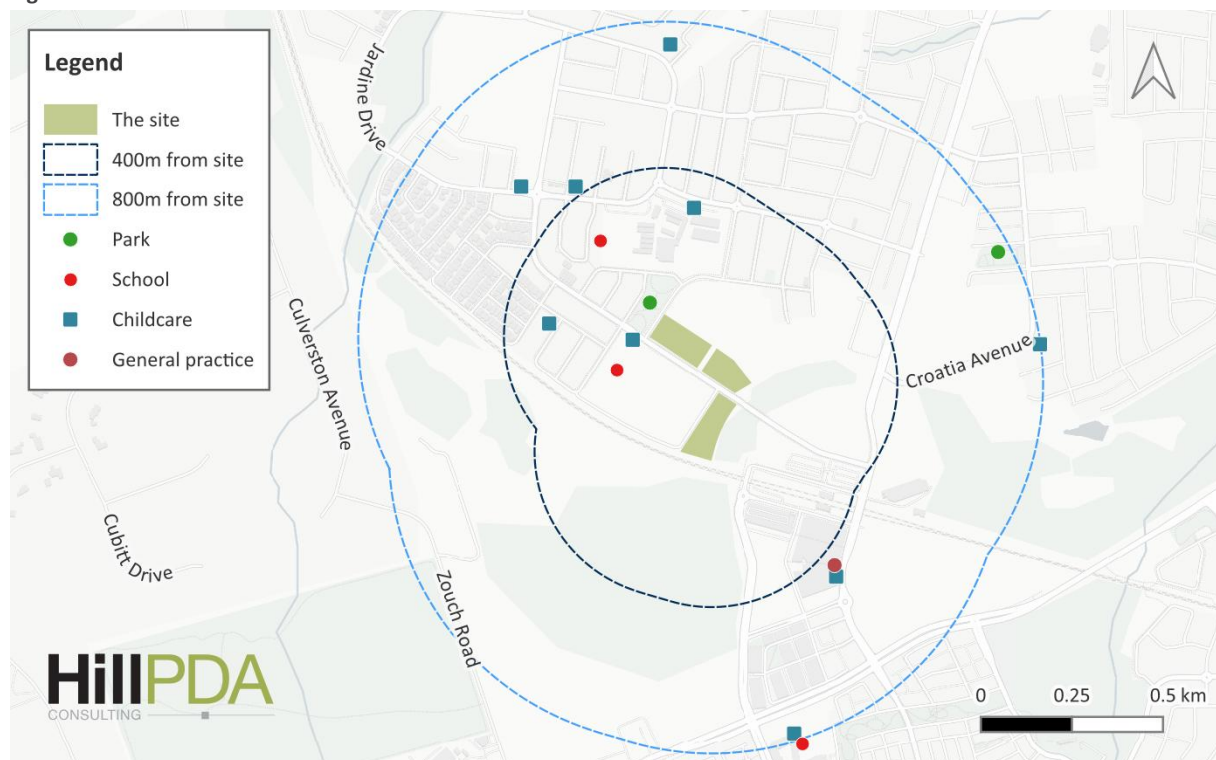 Legend
The site
400m from site
800m from site
Park
School
Childcare
General practice
Jardine Drive
Culverston Avenue
Croatia Avenue
Cubitt Drive
Zouch Road
HillPDA
CONSULTING
0 0.25 0.5 km